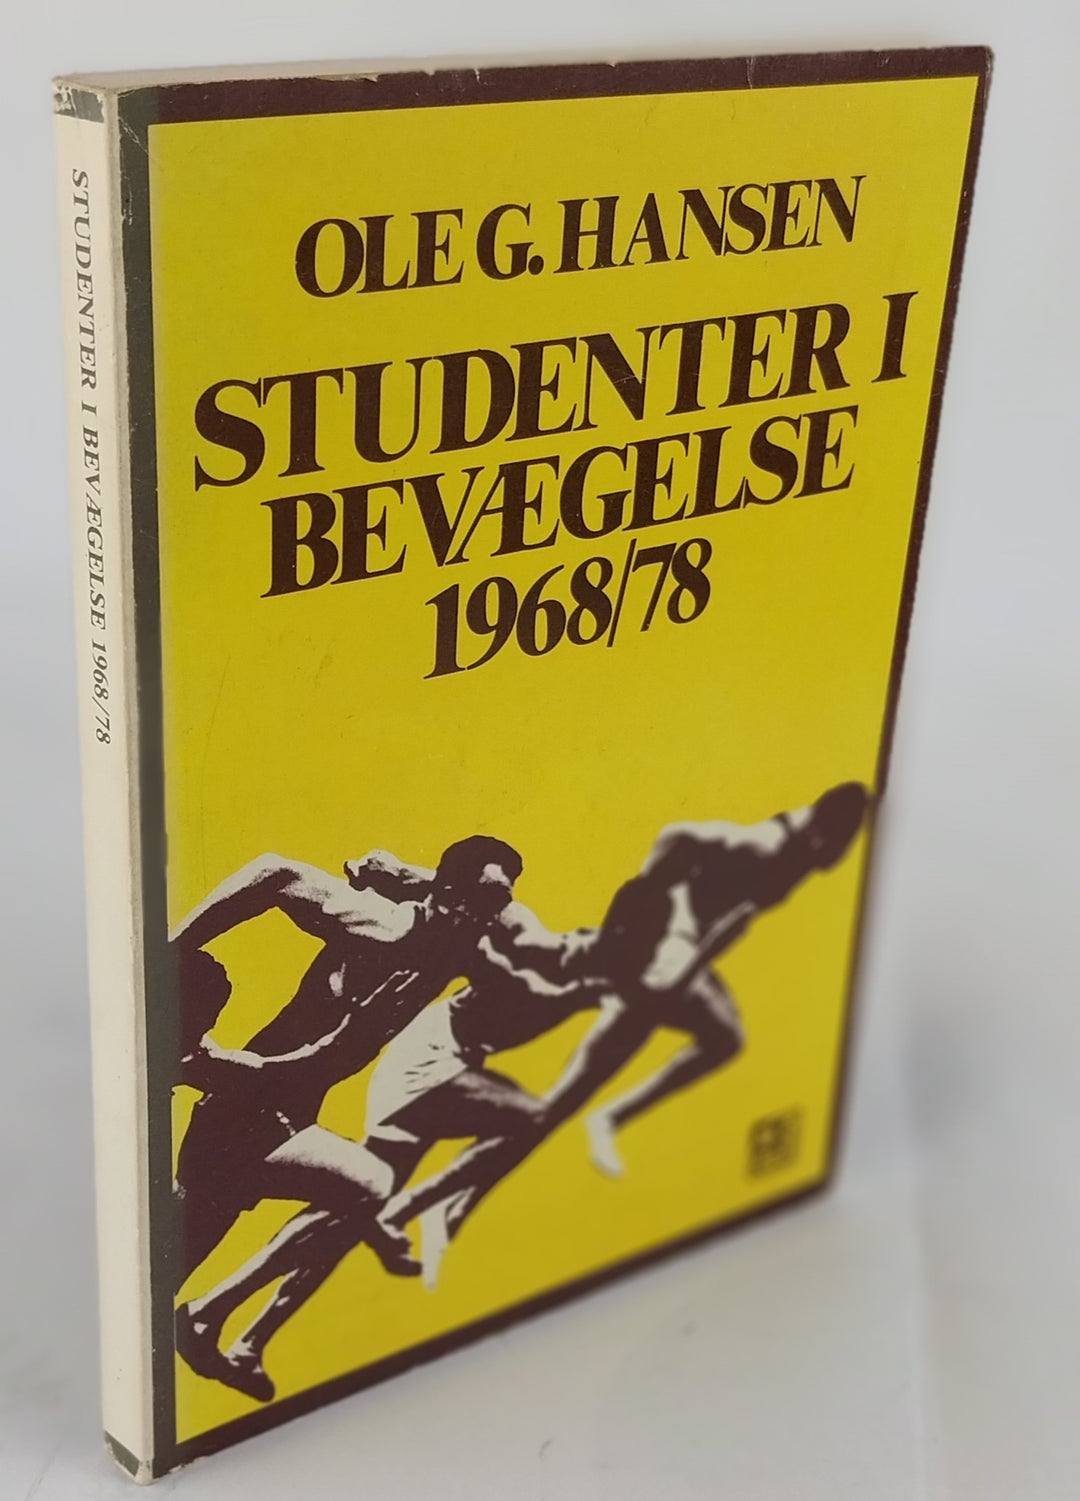 OLE G. HANSEN
STUDENTER I
BEVÆGELSE
1968/78
STUDENTER I BEVÆGELSE 1968/78